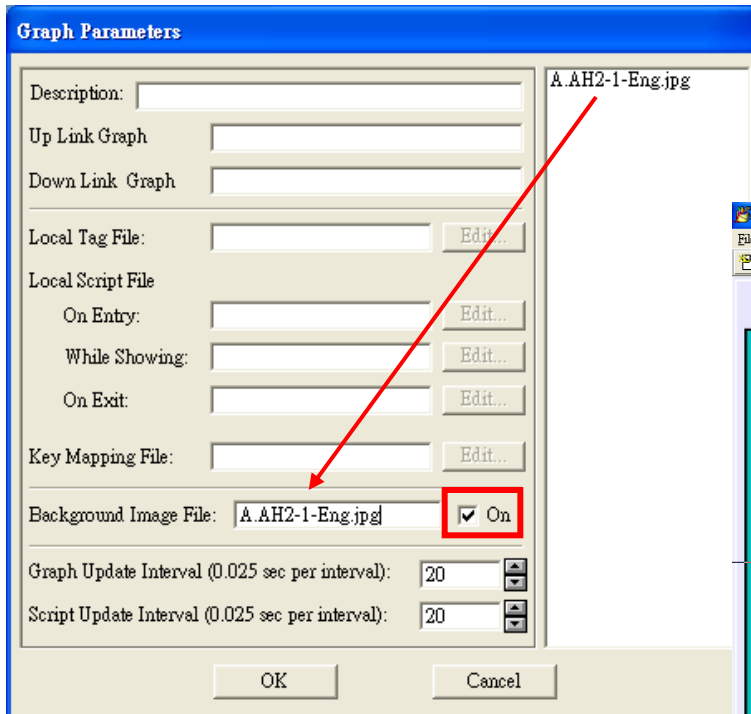 Graph Parameters
Description:
Up Link Graph
Down Link Graph
Local Tag File: Edit...
Local Script File
On Entry: Edit...
While Showing: Edit...
On Exit: Edit...
Key Mapping File: Edit...
Background Image File: A.AH2-1-Eng.jpg On
Graph Update Interval (0.025 sec per interval): 20
Script Update Interval (0.025 sec per interval): 20
OK Cancel
A.AH2-1-Eng.jpg